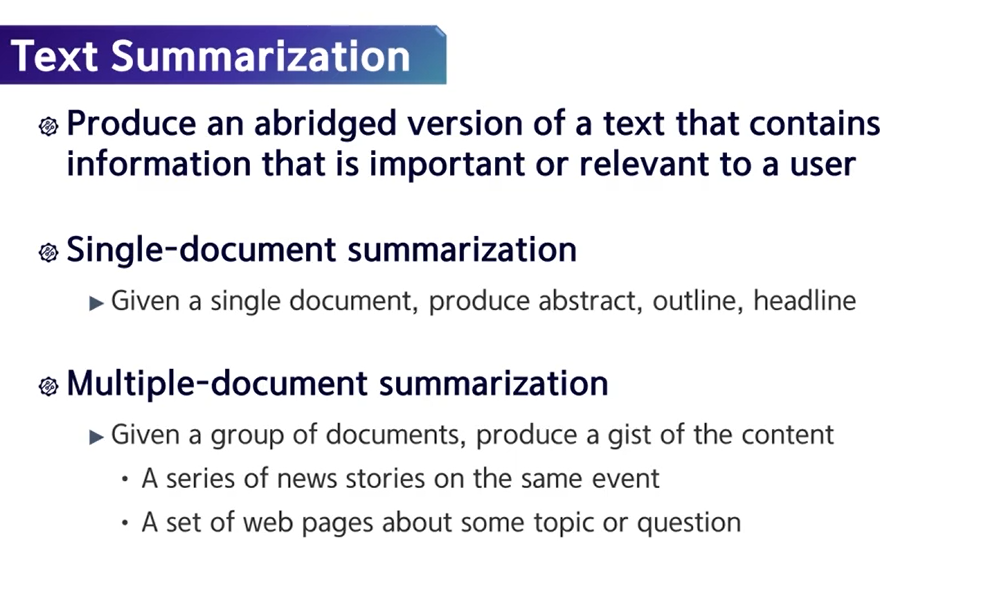 Text Summarization
Produce an abridged version of a text that contains
information that is important or relevant to a user
Single-document summarization
Given a single document, produce abstract, outline, headline
Multiple-document summarization
Given a group of documents, produce a gist of the content
A series of news stories on the same event
A set of web pages about some topic or question